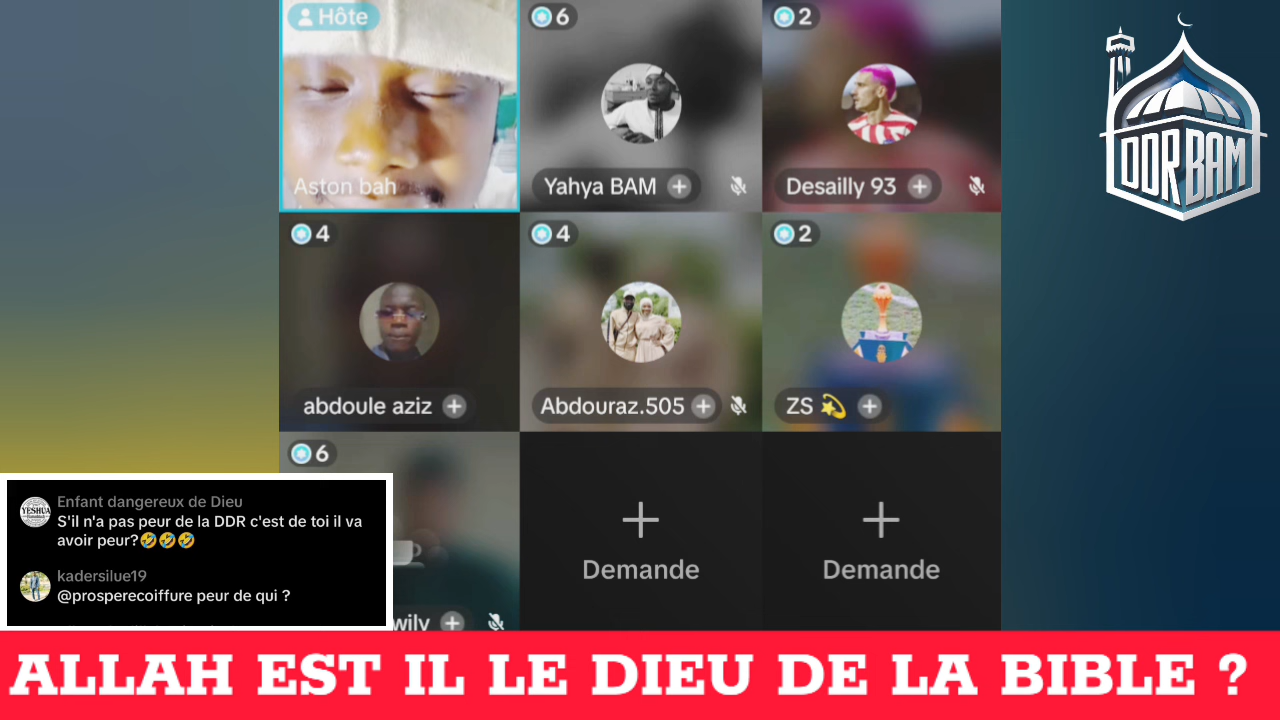 Hôte
6
2
DDR BAM
Aston bah
Yahya BAM
Desailly 93
4
4
2
abdoule aziz
Abdouraz.505
ZS 💫
6
Enfant dangereux de Dieu
YESHUA
S'il n'a pas peur de la DDR c'est de toi il va
avoir peur?🤣🤣🤣
kadersilue19
@prosperecoiffure peur de qui ?
Demande
Demande
wily
ALLAH EST IL LE DIEU DE LA BIBLE ?